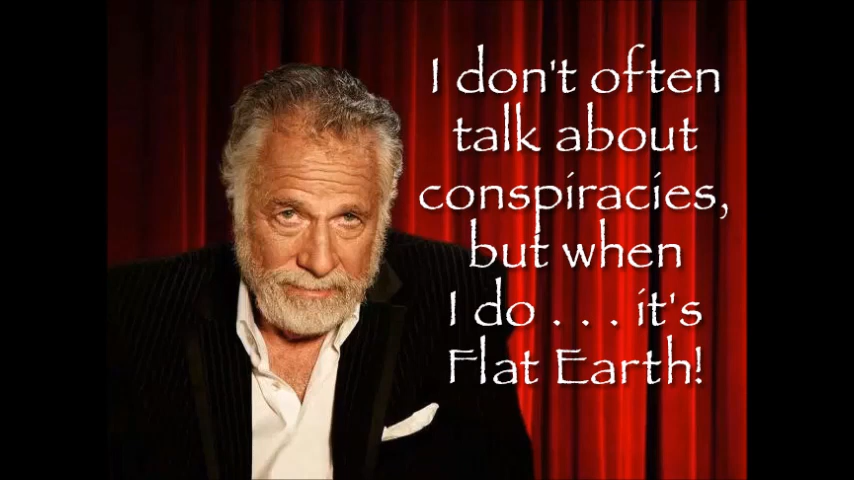 I don't often
talk about
conspiracies,
but when
I do . . . it's
Flat Earth!